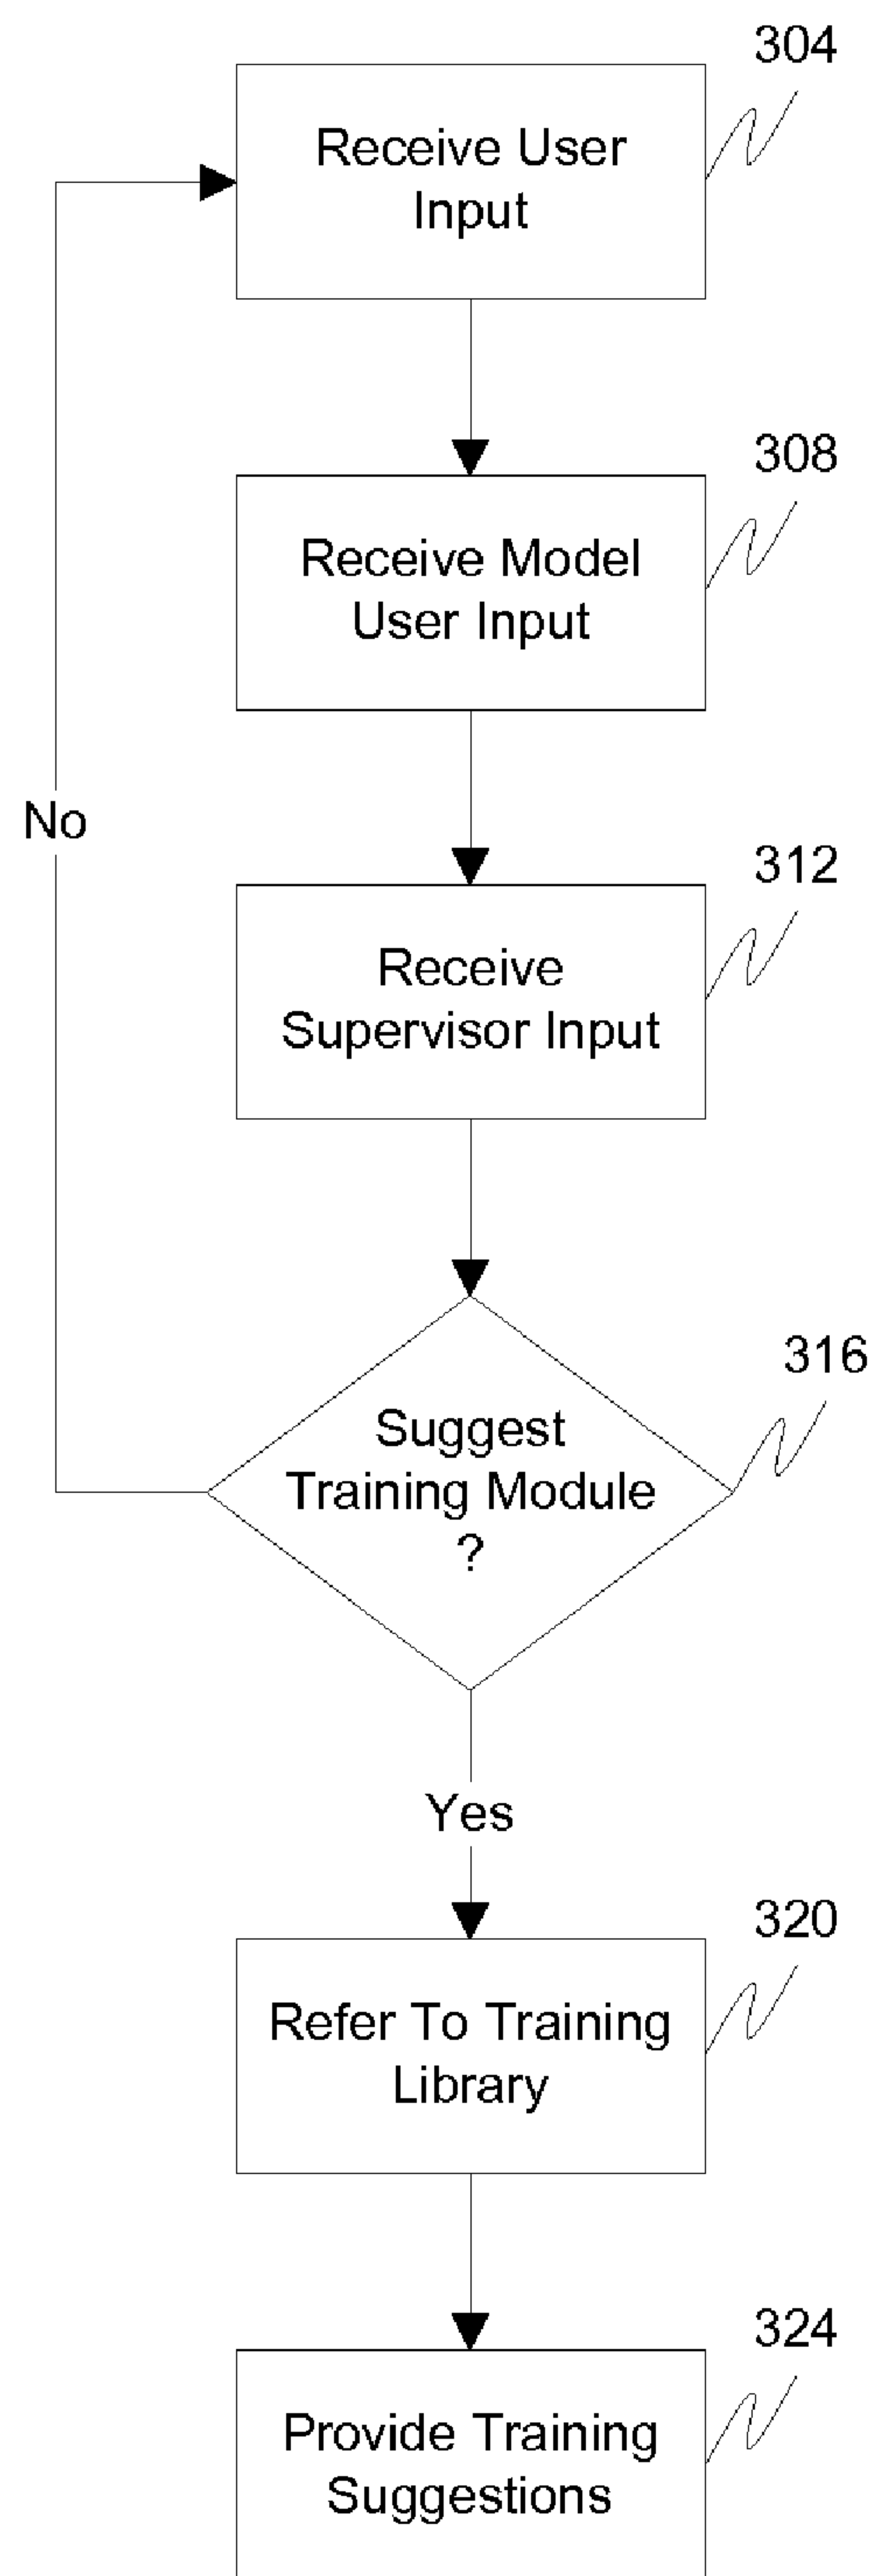 304
Receive User
Input
308
Receive Model
User Input
No
312
Receive
Supervisor Input
316
Suggest
Training Module
?
Yes
320
Refer To Training
Library
324
Provide Training
Suggestions